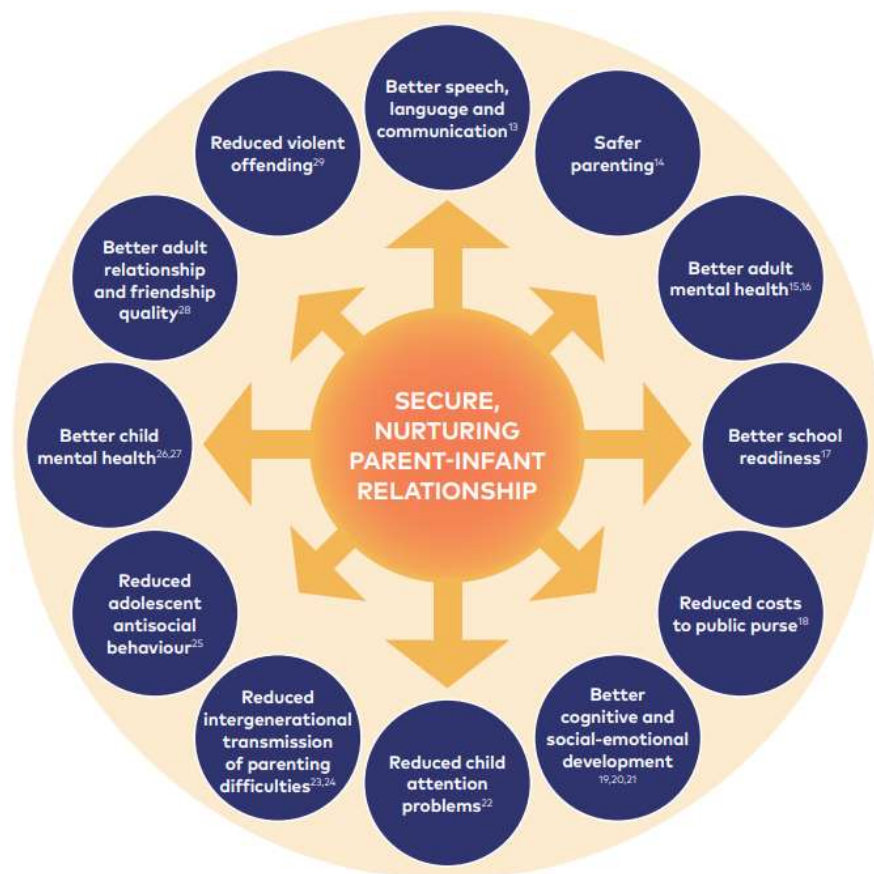 Better speech,
language and
communication13
Safer
parenting14
Better adult
mental health15,16
Better school
readiness17
Reduced costs
to public purse18
Better
cognitive and
social-emotional
development
19,20,21
Reduced child
attention
problems22
Reduced
intergenerational
transmission
of parenting
difficulties23,24
Reduced
adolescent
antisocial
behaviour25
Better child
mental health26,27
Better adult
relationship
and friendship
quality28
Reduced violent
offending29
SECURE,
NURTURING
PARENT-INFANT
RELATIONSHIP